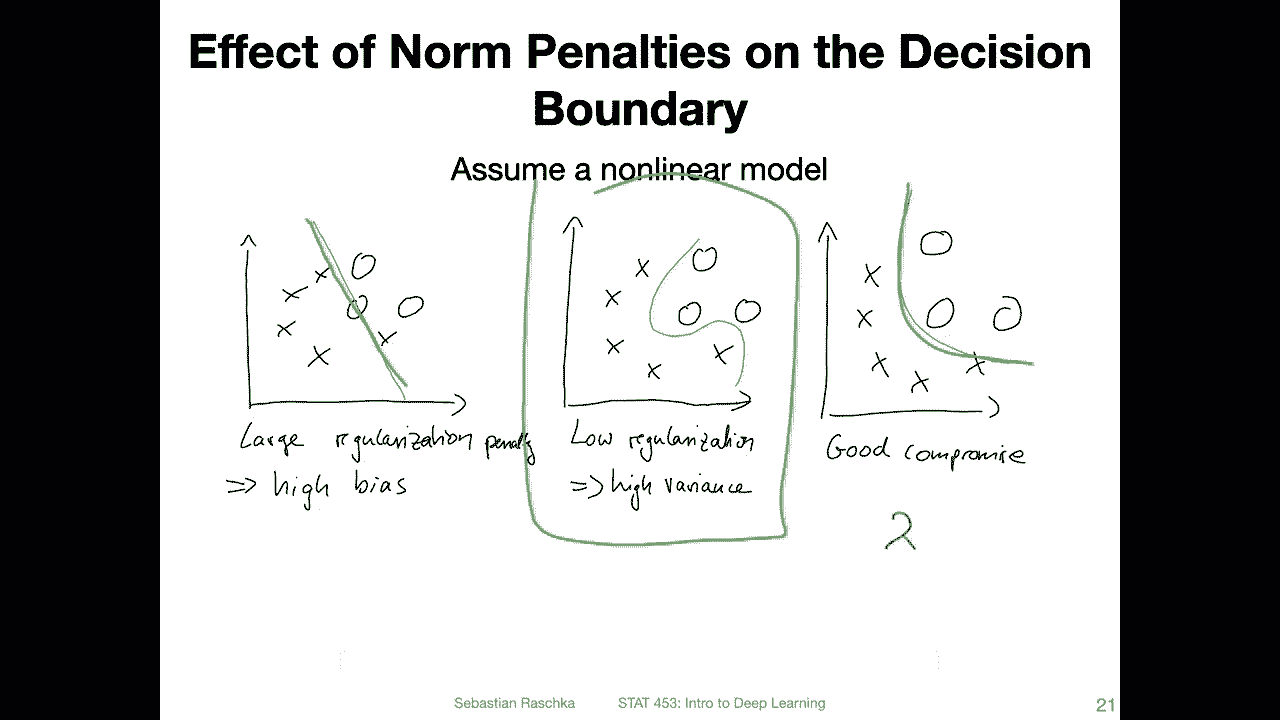 Effect of Norm Penalties on the Decision
Boundary
Assume a nonlinear model
Large regularization penalty
=> high bias
Low regularization
=> high variance
Good compromise
λ
Sebastian Raschka STAT 453: Intro to Deep Learning 21